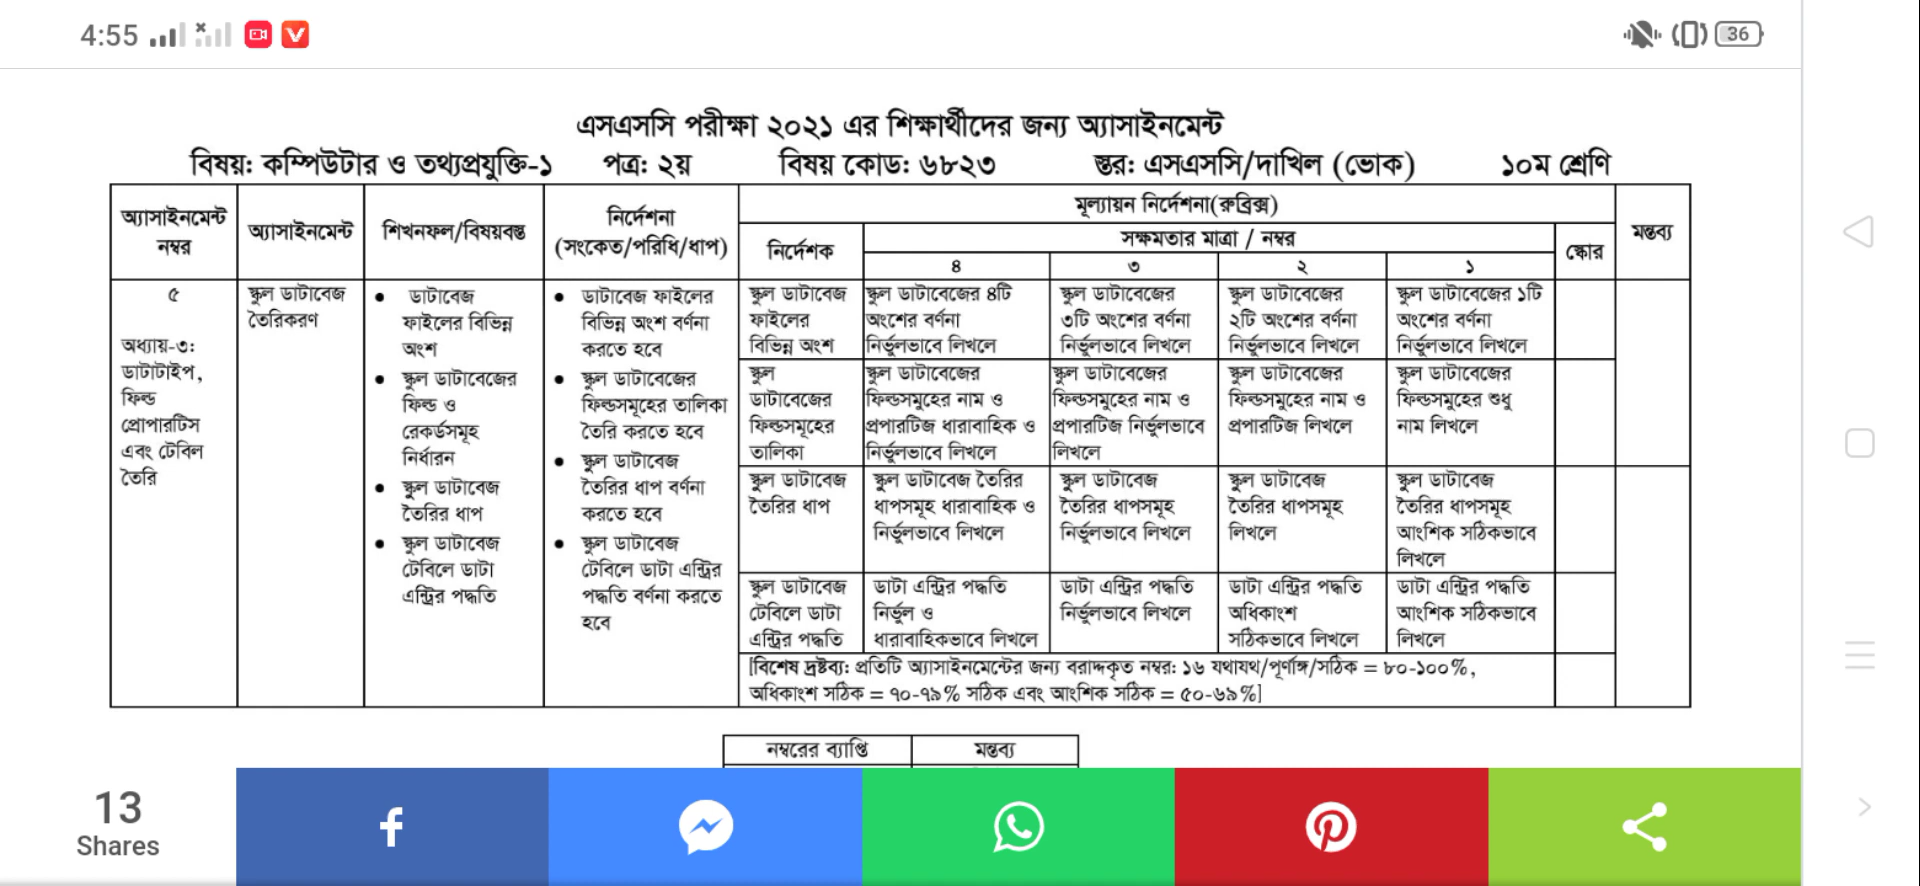 4:55
36
এসএসসি পরীক্ষা ২০২১ এর শিক্ষার্থীদের জন্য অ্যাসাইনমেন্ট
বিষয়: কম্পিউটার ও তথ্যপ্রযুক্তি-১ পত্র: ২য় বিষয় কোড: ৬৮২৩ স্তর: এসএসসি/দাখিল (ভোক) ১০ম শ্রেণি
অ্যাসাইনমেন্ট
নম্বর
অ্যাসাইনমেন্ট
শিখনফল/বিষয়বস্তু
নির্দেশনা
(সংকেত/পরিধি/ধাপ)
মূল্যায়ন নির্দেশনা(রুব্রিক্স)
নির্দেশক
সক্ষমতার মাত্রা / নম্বর
৪ ৩ ২ ১
স্কোর
মন্তব্য
৫
অধ্যায়-৩:
ডাটাটাইপ,
ফিল্ড
প্রোপারটিস
এবং টেবিল
তৈরি
স্কুল ডাটাবেজ
তৈরিকরণ
● ডাটাবেজ
ফাইলের বিভিন্ন
অংশ
● স্কুল ডাটাবেজের
ফিল্ড ও
রেকর্ডসমূহ
নির্ধারন
● স্কুল ডাটাবেজ
তৈরির ধাপ
● স্কুল ডাটাবেজ
টেবিলে ডাটা
এন্ট্রির পদ্ধতি
● ডাটাবেজ ফাইলের
বিভিন্ন অংশ বর্ণনা
করতে হবে
● স্কুল ডাটাবেজের
ফিল্ডসমূহের তালিকা
তৈরি করতে হবে
● স্কুল ডাটাবেজ
তৈরির ধাপ বর্ণনা
করতে হবে
● স্কুল ডাটাবেজ
টেবিলে ডাটা এন্ট্রির
পদ্ধতি বর্ণনা করতে
হবে
স্কুল ডাটাবেজ
ফাইলের
বিভিন্ন অংশ
স্কুল ডাটাবেজের ৪টি
অংশের বর্ণনা
নির্ভুলভাবে লিখলে
স্কুল ডাটাবেজের
৩টি অংশের বর্ণনা
নির্ভুলভাবে লিখলে
স্কুল ডাটাবেজের
২টি অংশের বর্ণনা
নির্ভুলভাবে লিখলে
স্কুল ডাটাবেজের ১টি
অংশের বর্ণনা
নির্ভুলভাবে লিখলে
স্কুল
ডাটাবেজের
ফিল্ডসমূহের
তালিকা
স্কুল ডাটাবেজের
ফিল্ডসমুহের নাম ও
প্রপারটিজ ধারাবাহিক ও
নির্ভুলভাবে লিখলে
স্কুল ডাটাবেজের
ফিল্ডসমুহের নাম ও
প্রপারটিজ নির্ভুলভাবে
লিখলে
স্কুল ডাটাবেজের
ফিল্ডসমুহের নাম ও
প্রপারটিজ লিখলে
স্কুল ডাটাবেজের
ফিল্ডসমুহের শুধু
নাম লিখলে
স্কুল ডাটাবেজ
তৈরির ধাপ
স্কুল ডাটাবেজ তৈরির
ধাপসমূহ ধারাবাহিক ও
নির্ভুলভাবে লিখলে
স্কুল ডাটাবেজ
তৈরির ধাপসমূহ
নির্ভুলভাবে লিখলে
স্কুল ডাটাবেজ
তৈরির ধাপসমূহ
লিখলে
স্কুল ডাটাবেজ
তৈরির ধাপসমূহ
আংশিক সঠিকভাবে
লিখলে
স্কুল ডাটাবেজ
টেবিলে ডাটা
এন্ট্রির পদ্ধতি
ডাটা এন্ট্রির পদ্ধতি
নির্ভুল ও
ধারাবাহিকভাবে লিখলে
ডাটা এন্ট্রির পদ্ধতি
নির্ভুলভাবে লিখলে
ডাটা এন্ট্রির পদ্ধতি
অধিকাংশ
সঠিকভাবে লিখলে
ডাটা এন্ট্রির পদ্ধতি
আংশিক সঠিকভাবে
লিখলে
[বিশেষ দ্রষ্টব্য: প্রতিটি অ্যাসাইনমেন্টের জন্য বরাদ্দকৃত নম্বর: ১৬ যথাযথ/পূর্ণাঙ্গ/সঠিক = ৮০-১০০%,
অধিকাংশ সঠিক = ৭০-৭৯% সঠিক এবং আংশিক সঠিক = ৫০-৬৯%]
নম্বরের ব্যাপ্তি মন্তব্য
13
Shares